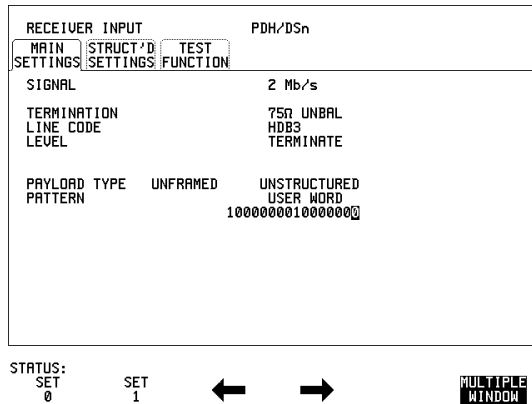 RECEIVER INPUT PDH/DSn
MAIN SETTINGS STRUCT'D SETTINGS TEST FUNCTION
SIGNAL 2 Mb/s
TERMINATION 75Ω UNBAL
LINE CODE HDB3
LEVEL TERMINATE
PAYLOAD TYPE UNFRAMED UNSTRUCTURED
PATTERN USER WORD
1000000010000000
STATUS:
SET 0 SET 1 MULTIPLE WINDOW